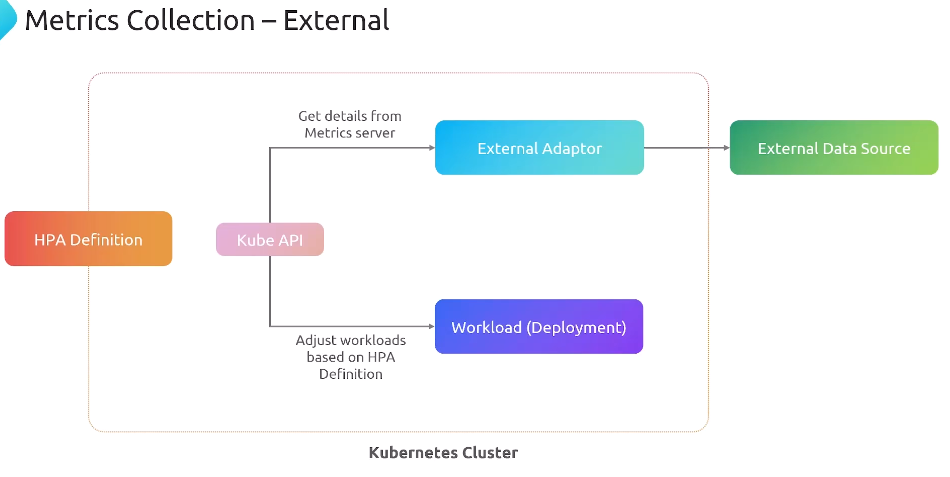 Metrics Collection – External
Get details from
Metrics server
External Adaptor
External Data Source
HPA Definition
Kube API
Workload (Deployment)
Adjust workloads
based on HPA
Definition
Kubernetes Cluster